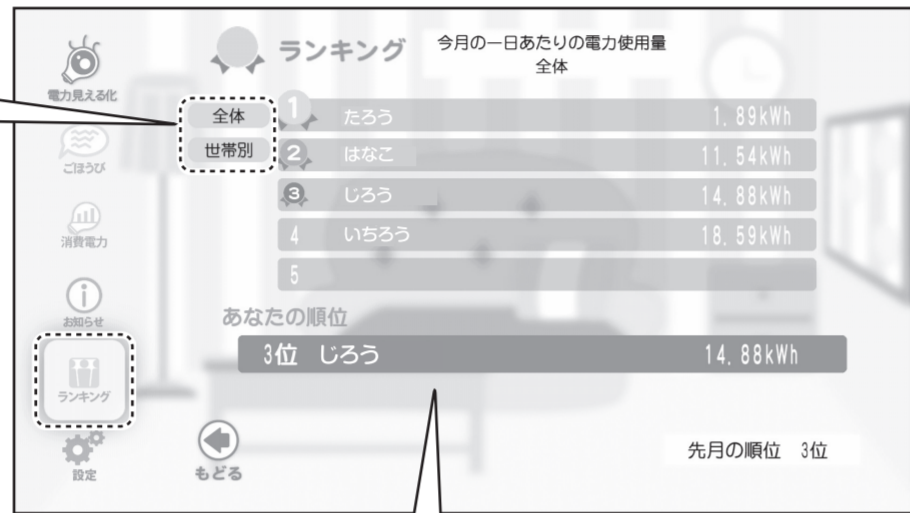 電力見える化
ごほうび
消費電力
お知らせ
ランキング
設定
ランキング
今月の一日あたりの電力使用量
全体
全体
世帯別
1 たろう 1.89kWh
2 はなこ 11.54kWh
3 じろう 14.88kWh
4 いちろう 18.59kWh
5
あなたの順位
3位 じろう 14.88kWh
もどる
先月の順位 3位